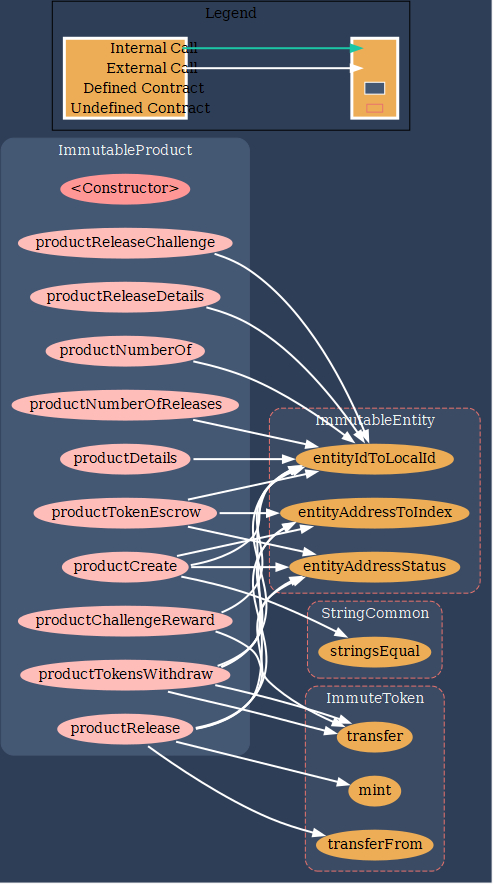 Legend
Internal Call
External Call
Defined Contract
Undefined Contract
ImmutableProduct
<Constructor>
productReleaseChallenge
productReleaseDetails
productNumberOf
productNumberOfReleases
productDetails
productTokenEscrow
productCreate
productChallengeReward
productTokensWithdraw
productRelease
ImmutableEntity
entityIdToLocalId
entityAddressToIndex
entityAddressStatus
StringCommon
stringsEqual
ImmuteToken
transfer
mint
transferFrom